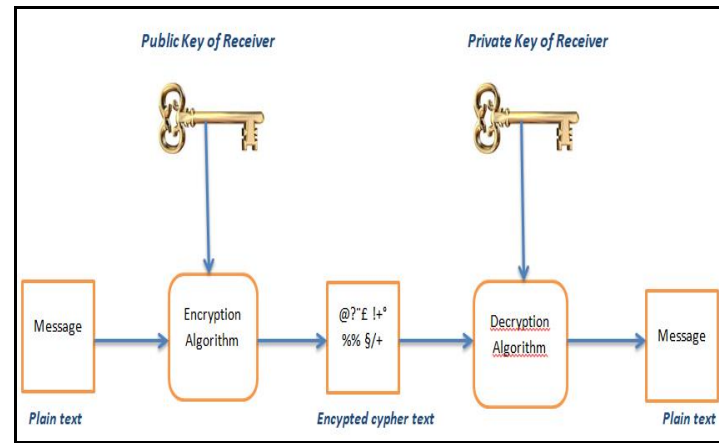 Public Key of Receiver
Private Key of Receiver
Message
Encryption
Algorithm
@?¨£ !+°
%% §/+
Decryption
Algorithm
Message
Plain text
Encypted cypher text
Plain text